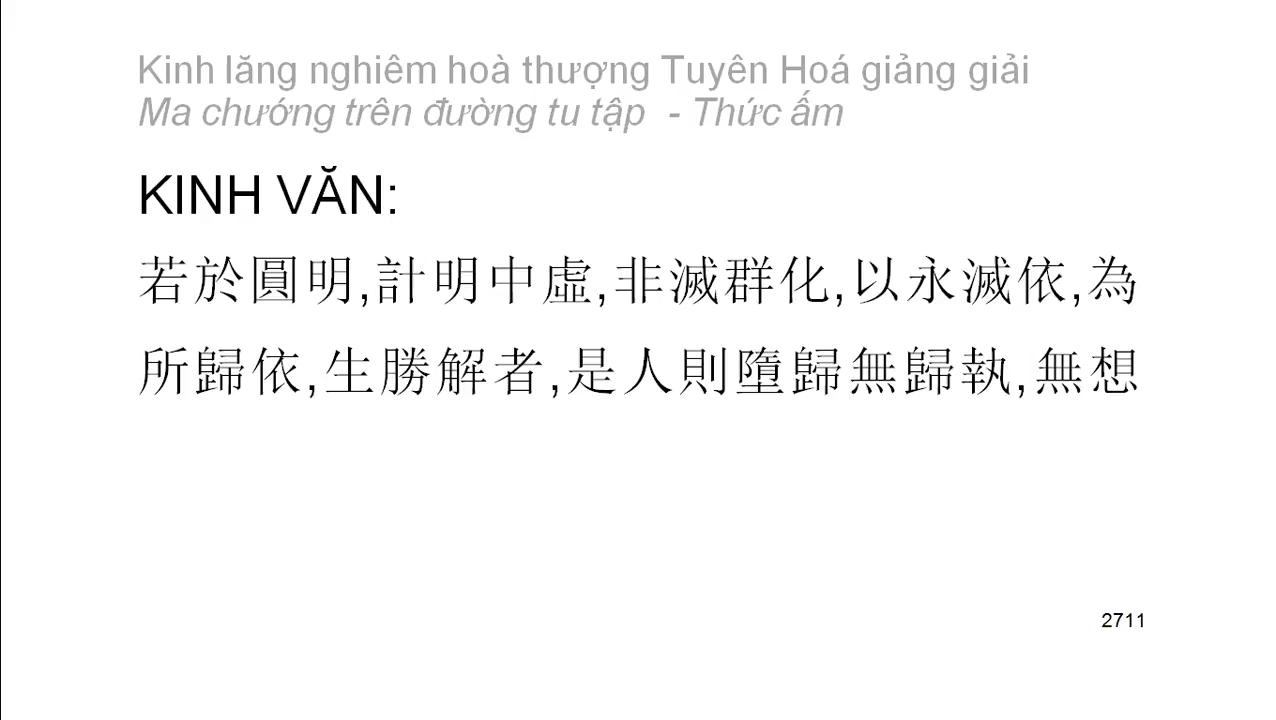 Kinh lăng nghiêm hoà thượng Tuyên Hoá giảng giải
Ma chướng trên đường tu tập - Thức ấm
KINH VĂN:
若於圓明,計明中虛,非滅群化,以永滅依,為
所歸依,生勝解者,是人則墮歸無歸執,無想
2711